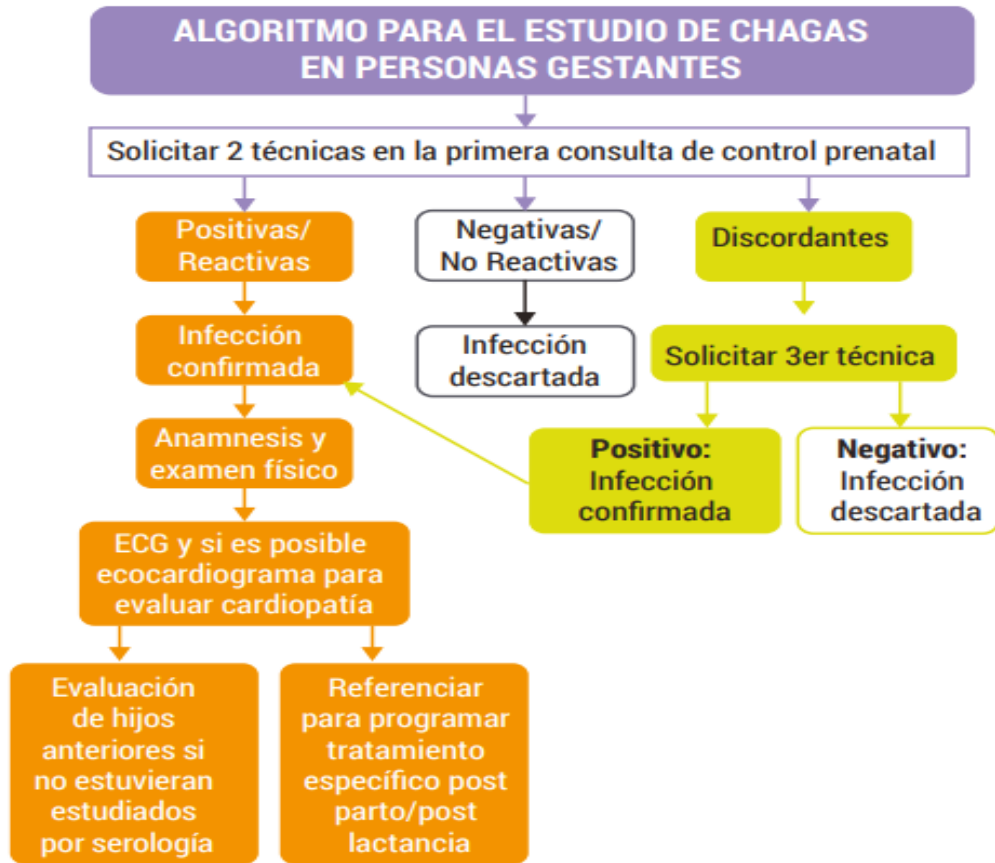 ALGORITMO PARA EL ESTUDIO DE CHAGAS
EN PERSONAS GESTANTES
Solicitar 2 técnicas en la primera consulta de control prenatal
Positivas/
Reactivas
Negativas/
No Reactivas
Discordantes
Infección
confirmada
Infección
descartada
Solicitar 3er técnica
Anamnesis y
examen físico
Positivo:
Infección
confirmada
Negativo:
Infección
descartada
ECG y si es posible
ecocardiograma para
evaluar cardiopatía
Evaluación
de hijos
anteriores si
no estuvieran
estudiados
por serología
Referenciar
para programar
tratamiento
específico post
parto/post
lactancia